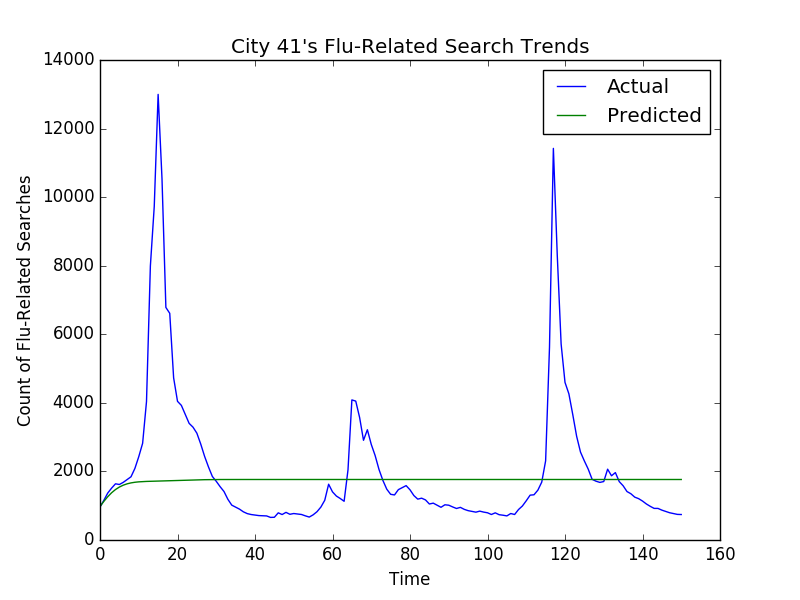 City 41's Flu-Related Search Trends
Actual
Predicted
Count of Flu-Related Searches
14000
12000
10000
8000
6000
4000
2000
0
0 20 40 60 80 100 120 140 160
Time